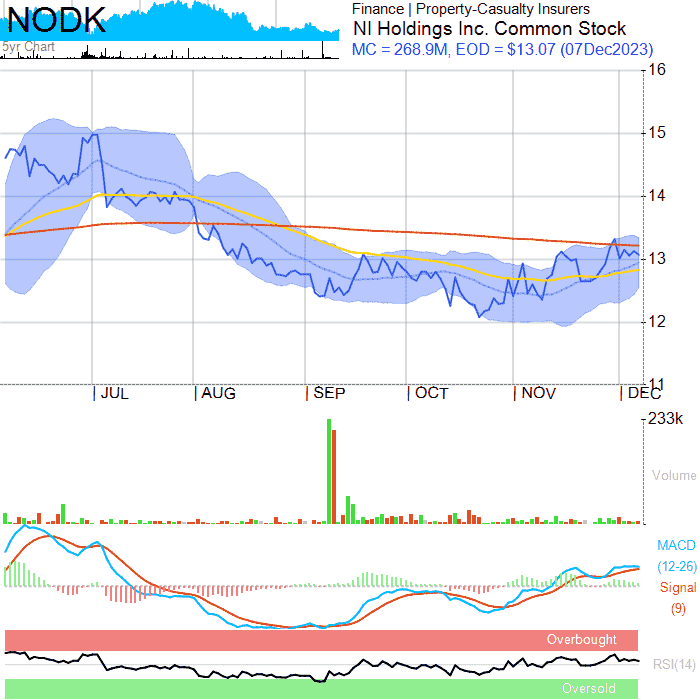 NODK
5yr Chart
Finance | Property-Casualty Insurers
NI Holdings Inc. Common Stock
MC = 268.9M, EOD = $13.07 (07Dec2023)
16
15
14
13
12
11
JUL AUG SEP OCT NOV DEC
233k
Volume
MACD
(12-26)
Signal
(9)
Overbought
RSI(14)
Oversold